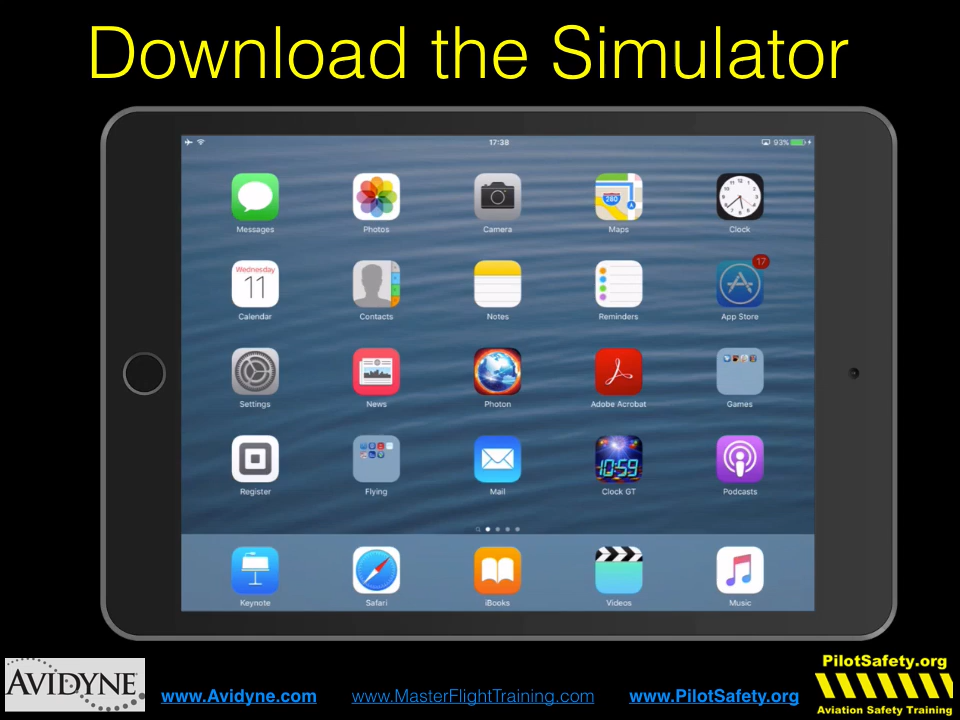 Download the Simulator
17:38
93%
Messages
Photos
Camera
280
Maps
Clock
Wednesday
11
Calendar
Contacts
Notes
Reminders
17
App Store
Settings
News
Photon
Adobe Acrobat
Games
Register
Flying
Mail
10:59
Clock GT
Podcasts
Keynote
Safari
iBooks
Videos
Music
AVIDYNE
www.Avidyne.com www.MasterFlightTraining.com www.PilotSafety.org
PilotSafety.org
Aviation Safety Training